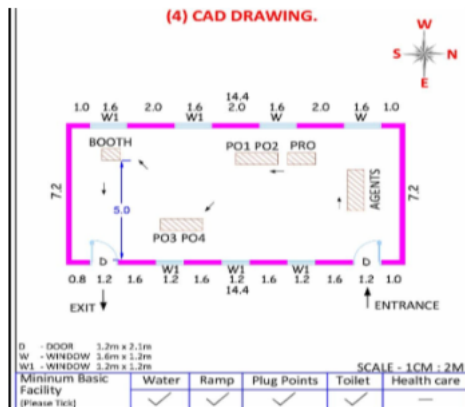 (4) CAD DRAWING.
W
S N
E
14.4
1.0 1.6 2.0 1.6 2.0 1.6 2.0 1.6 1.0
W1 W1 W W
BOOTH
PO1 PO2 PRO
AGENTS
7.2 7.2
5.0
PO3 PO4
D W1 W1 W1 D
0.8 1.2 1.6 1.2 1.6 1.2 1.6 1.2 1.6 1.2 1.0
14.4
EXIT ENTRANCE
D - DOOR 1.2m x 2.1m
W - WINDOW 1.6m x 1.2m
W1 - WINDOW 1.2m x 1.2m
SCALE - 1CM : 2M
Mininum Basic Facility Water Ramp Plug Points Toilet Health care
[Please Tick]